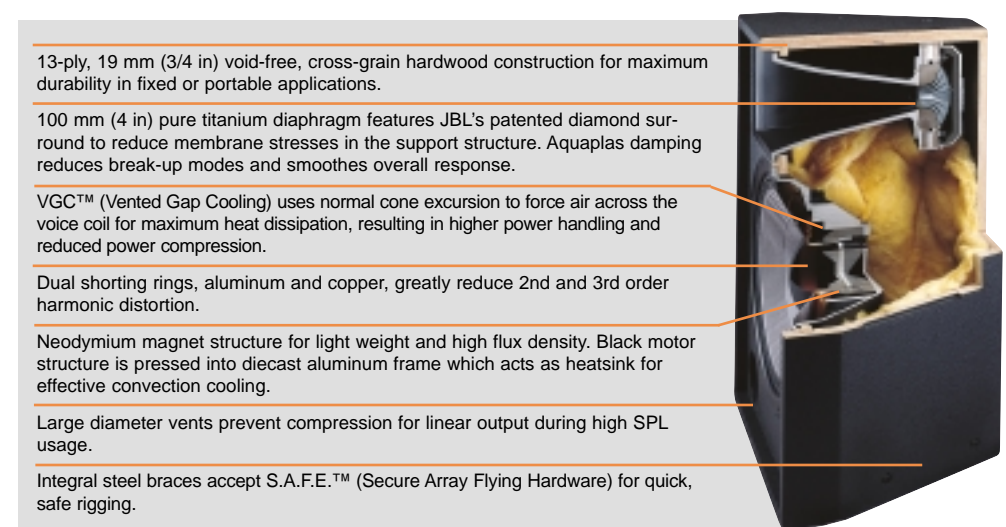 13-ply, 19 mm (3/4 in) void-free, cross-grain hardwood construction for maximum
durability in fixed or portable applications.
100 mm (4 in) pure titanium diaphragm features JBL's patented diamond sur-
round to reduce membrane stresses in the support structure. Aquaplas damping
reduces break-up modes and smoothes overall response.
VGC™ (Vented Gap Cooling) uses normal cone excursion to force air across the
voice coil for maximum heat dissipation, resulting in higher power handling and
reduced power compression.
Dual shorting rings, aluminum and copper, greatly reduce 2nd and 3rd order
harmonic distortion.
Neodymium magnet structure for light weight and high flux density. Black motor
structure is pressed into diecast aluminum frame which acts as heatsink for
effective convection cooling.
Large diameter vents prevent compression for linear output during high SPL
usage.
Integral steel braces accept S.A.F.E.™ (Secure Array Flying Hardware) for quick,
safe rigging.